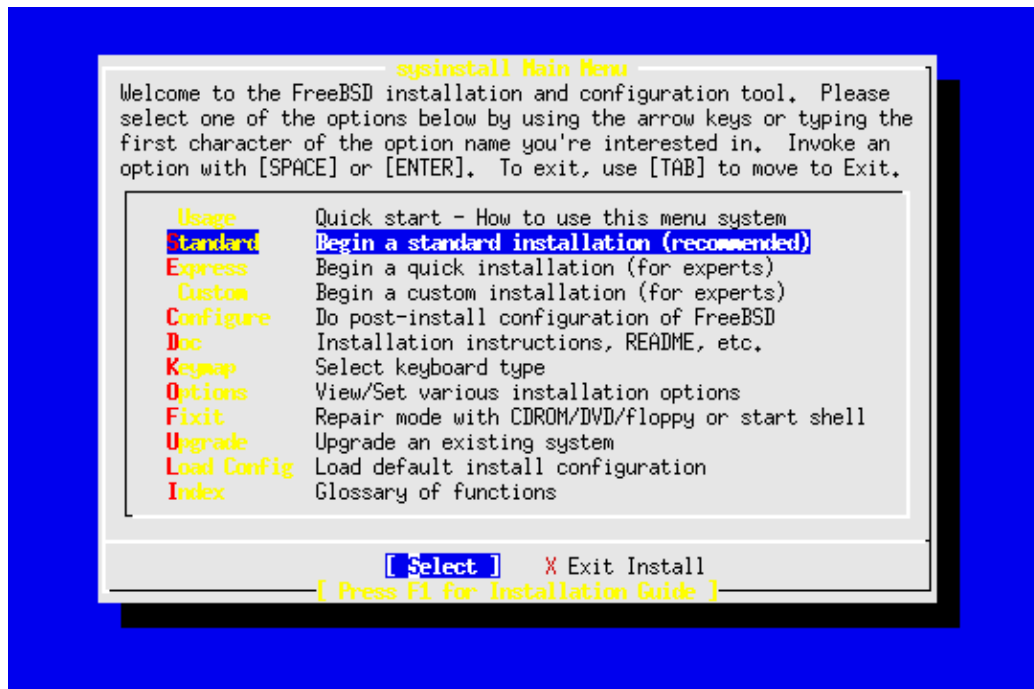 sysinstall Main Menu
Welcome to the FreeBSD installation and configuration tool. Please
select one of the options below by using the arrow keys or typing the
first character of the option name you're interested in. Invoke an
option with [SPACE] or [ENTER]. To exit, use [TAB] to move to Exit.
Usage Quick start - How to use this menu system
Standard Begin a standard installation (recommended)
Express Begin a quick installation (for experts)
Custom Begin a custom installation (for experts)
Configure Do post-install configuration of FreeBSD
Doc Installation instructions, README, etc.
Keymap Select keyboard type
Options View/Set various installation options
Fixit Repair mode with CDROM/DVD/floppy or start shell
Upgrade Upgrade an existing system
Load Config Load default install configuration
Index Glossary of functions
[ Select ] X Exit Install
[ Press F1 for Installation Guide ]